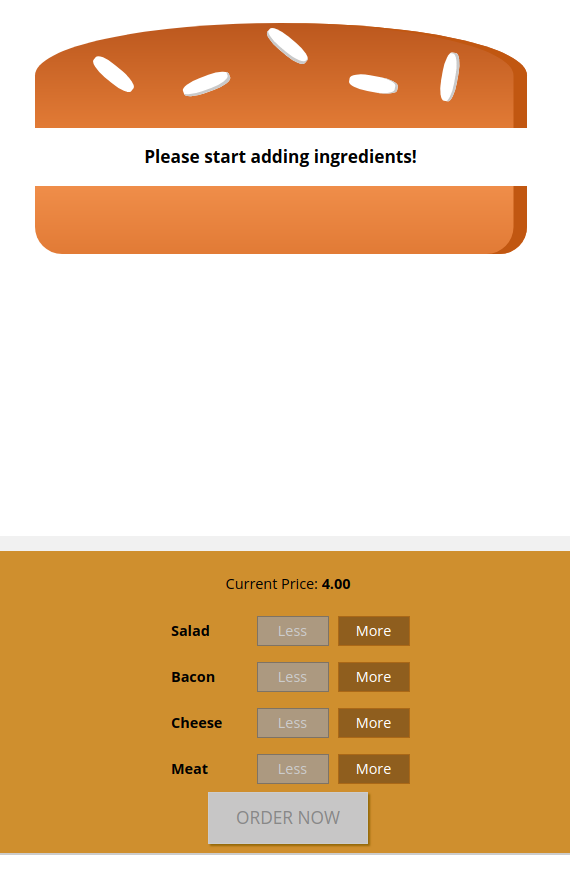 Please start adding ingredients!
Current Price: 4.00
Salad Less More
Bacon Less More
Cheese Less More
Meat Less More
ORDER NOW